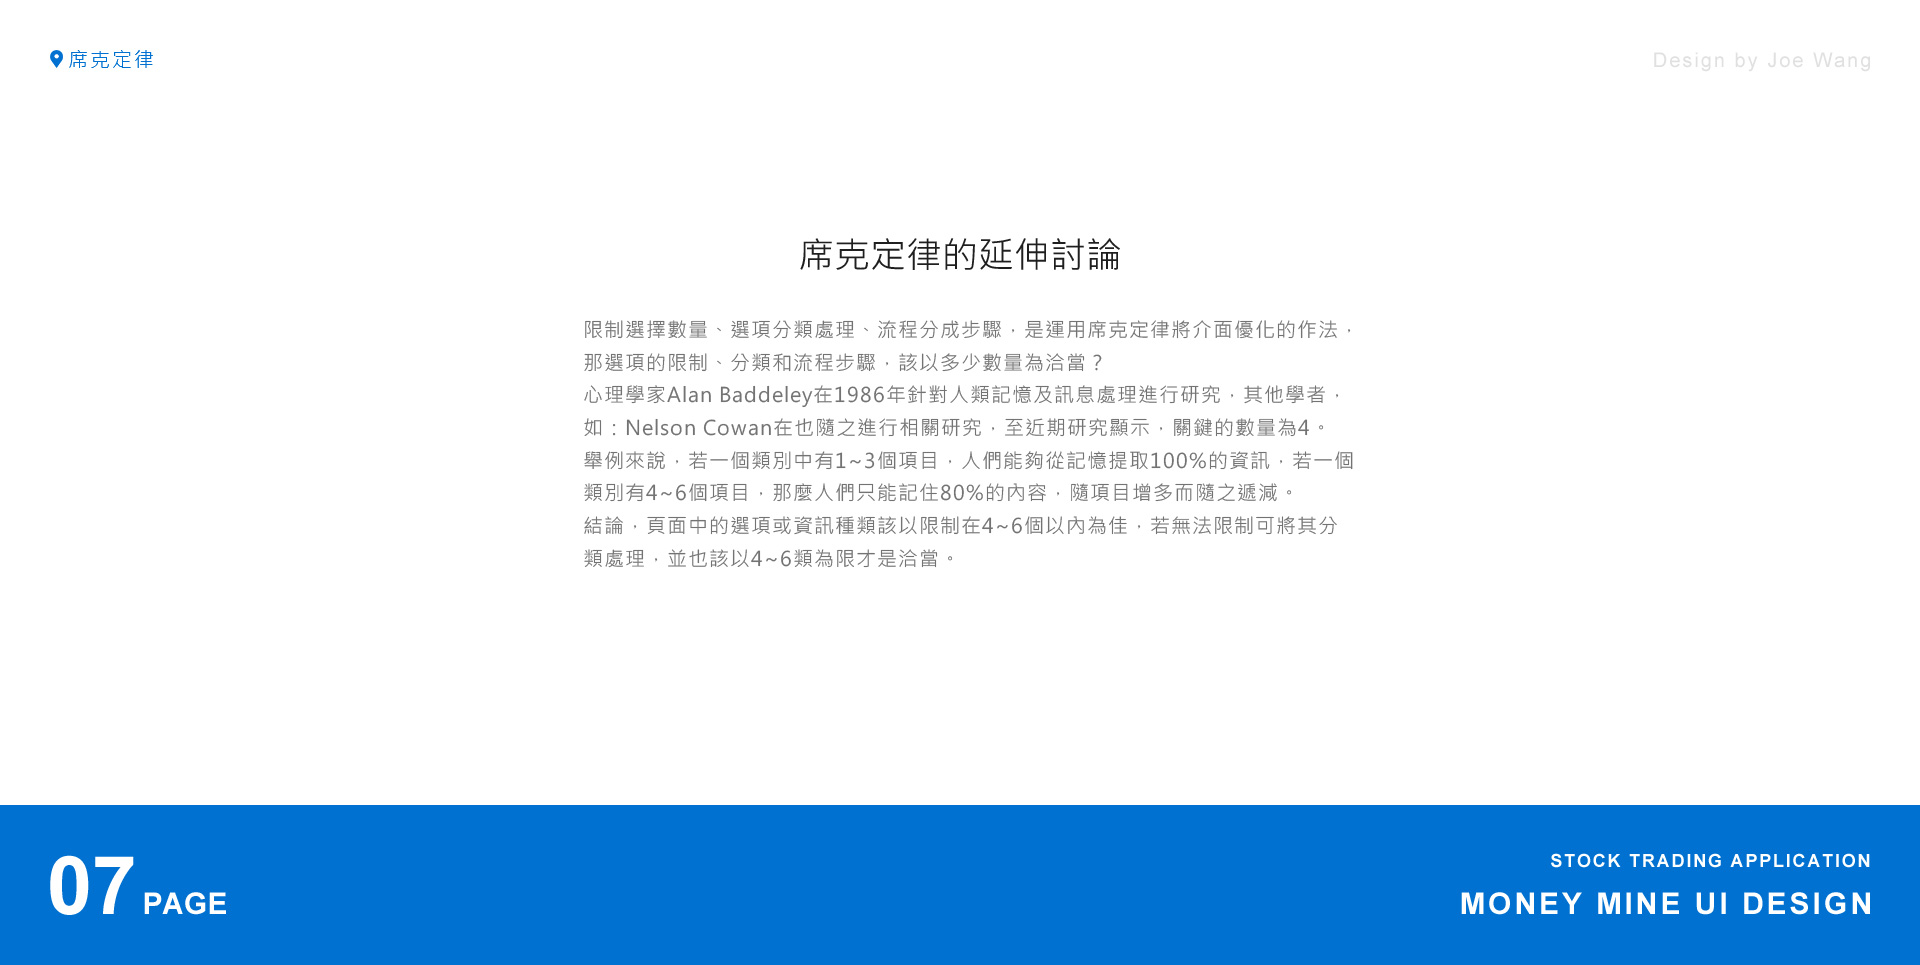 席克定律
Design by Joe Wang
席克定律的延伸討論
限制選擇數量、選項分類處理、流程分成步驟，是運用席克定律將介面優化的作法，
那選項的限制、分類和流程步驟，該以多少數量為洽當？
心理學家Alan Baddeley在1986年針對人類記憶及訊息處理進行研究，其他學者，
如：Nelson Cowan在也隨之進行相關研究，至近期研究顯示，關鍵的數量為4。
舉例來說，若一個類別中有1~3個項目，人們能夠從記憶提取100%的資訊，若一個
類別有4~6個項目，那麼人們只能記住80%的內容，隨項目增多而隨之遞減。
結論，頁面中的選項或資訊種類該以限制在4~6個以內為佳，若無法限制可將其分
類處理，並也該以4~6類為限才是洽當。
07 PAGE
STOCK TRADING APPLICATION
MONEY MINE UI DESIGN